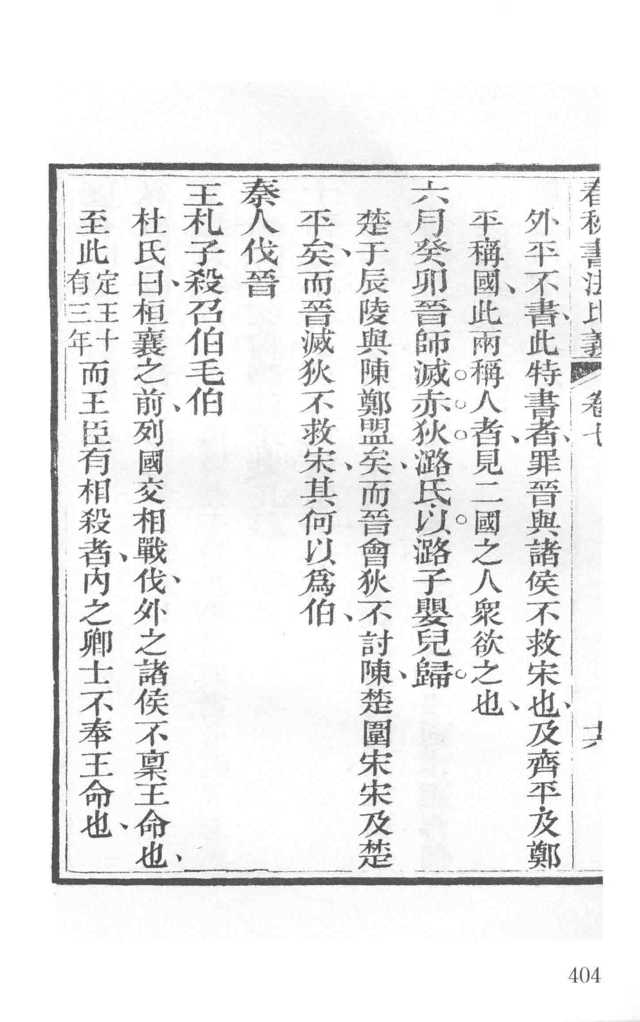 春秋書法比義 卷七 十六
外平不書、此特書者、罪晉與諸侯不救宋也、及齊平、及鄭
平稱國、此兩稱人者、見二國之人衆欲之也、
六月癸卯晉師滅赤狄潞氏以潞子嬰兒歸
楚于辰陵與陳鄭盟矣、而晉會狄不討陳、楚圍宋宋及楚
平矣、而晉滅狄不救宋、其何以爲伯、
秦人伐晉
王札子殺召伯毛伯
杜氏曰、桓襄之前、列國交相戰伐、外之諸侯不稟王命也、
至此定王十有三年而王臣有相殺者、內之卿士不奉王命也、
404